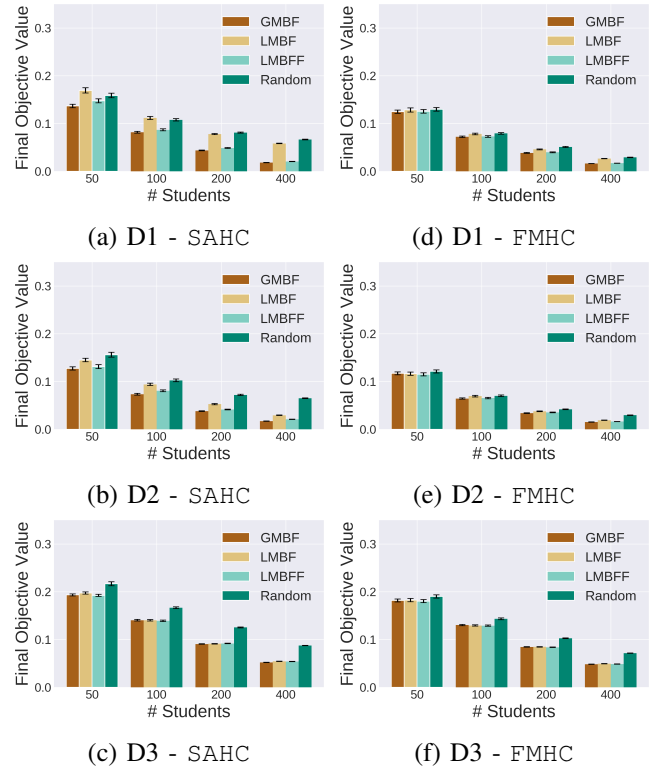 Final Objective Value
0.3
0.2
0.1
0.0
GMBF
LMBF
LMBFF
Random
50 100 200 400
# Students
(a) D1 - SAHC
Final Objective Value
0.3
0.2
0.1
0.0
GMBF
LMBF
LMBFF
Random
50 100 200 400
# Students
(d) D1 - FMHC
Final Objective Value
0.3
0.2
0.1
0.0
GMBF
LMBF
LMBFF
Random
50 100 200 400
# Students
(b) D2 - SAHC
Final Objective Value
0.3
0.2
0.1
0.0
GMBF
LMBF
LMBFF
Random
50 100 200 400
# Students
(e) D2 - FMHC
Final Objective Value
0.3
0.2
0.1
0.0
GMBF
LMBF
LMBFF
Random
50 100 200 400
# Students
(c) D3 - SAHC
Final Objective Value
0.3
0.2
0.1
0.0
GMBF
LMBF
LMBFF
Random
50 100 200 400
# Students
(f) D3 - FMHC